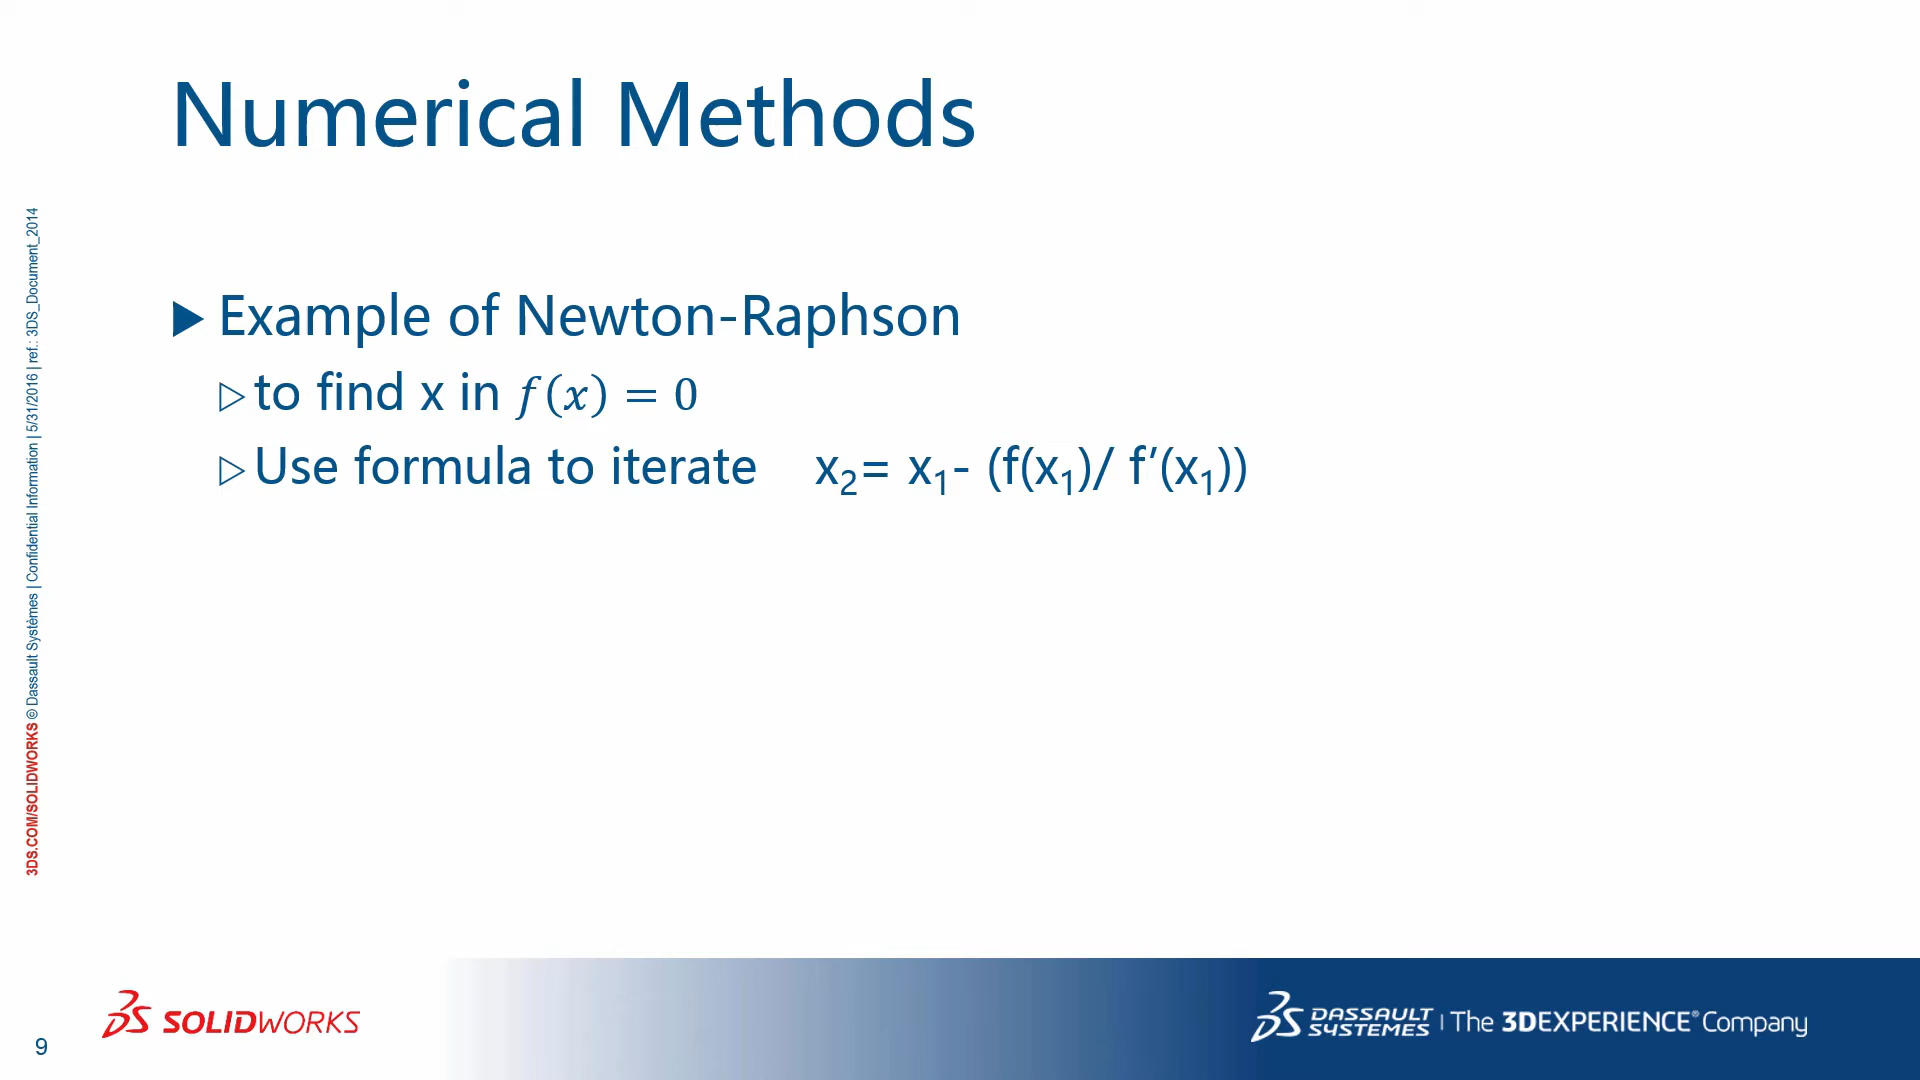 Numerical Methods
3DS.COM/SOLIDWORKS © Dassault Systèmes | Confidential Information | 5/31/2016 | ref.: 3DS_Document_2014
▶ Example of Newton-Raphson
▷ to find x in f(x) = 0
▷ Use formula to iterate x₂= x₁- (f(x₁)/ f’(x₁))
SOLIDWORKS
DASSAULT SYSTEMES | The 3DEXPERIENCE® Company
9